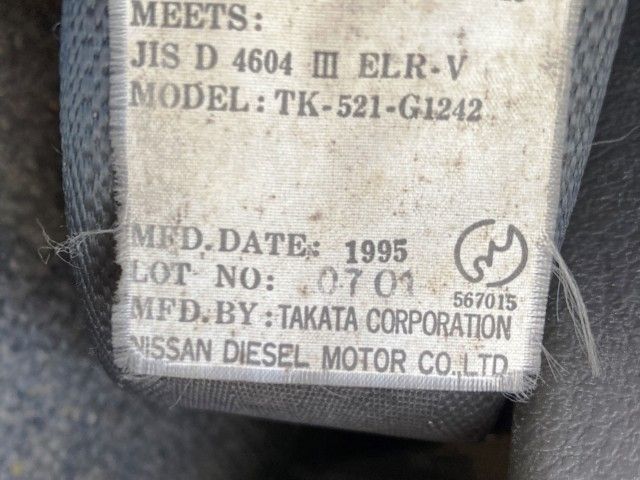 MEETS:
JIS D 4604 III ELR-V
MODEL: TK-521-G1242
MFD.DATE: 1995
LOT NO: 0701
567015
MFD.BY: TAKATA CORPORATION
NISSAN DIESEL MOTOR CO.,LTD